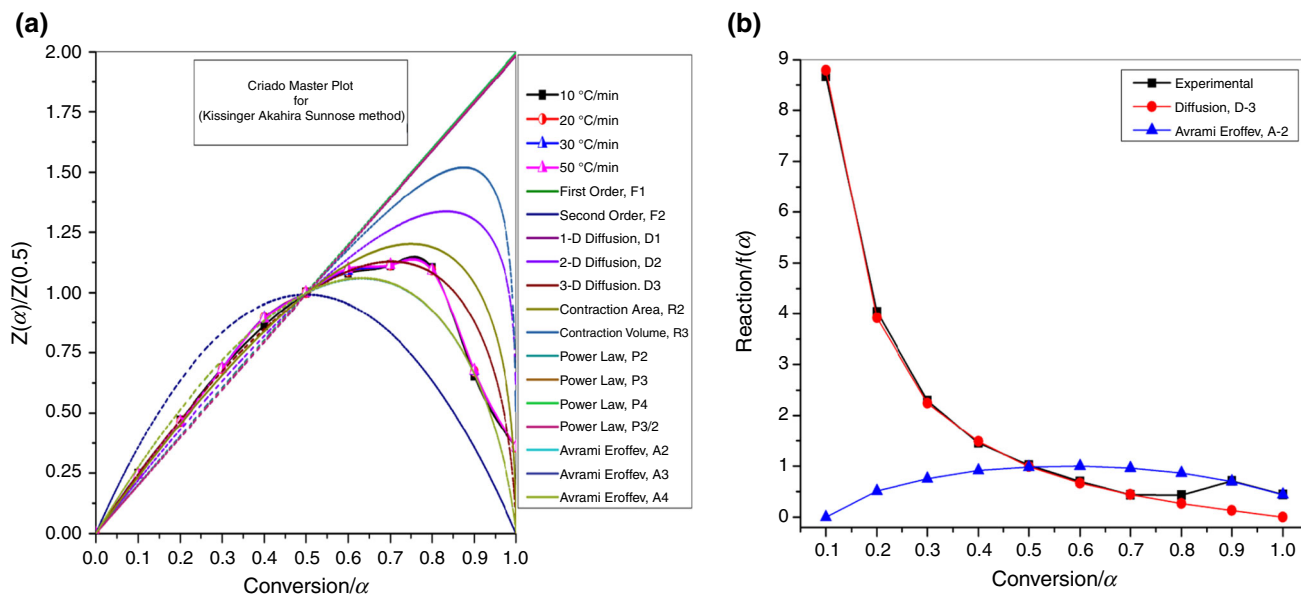 (a)
Z(α)/Z(0.5)
2.00
1.75
1.50
1.25
1.00
0.75
0.50
0.25
0.00
Criado Master Plot
for
(Kissinger Akahira Sunnose method)
0.0 0.1 0.2 0.3 0.4 0.5 0.6 0.7 0.8 0.9 1.0
Conversion/α
10 °C/min
20 °C/min
30 °C/min
50 °C/min
First Order, F1
Second Order, F2
1-D Diffusion, D1
2-D Diffusion, D2
3-D Diffusion. D3
Contraction Area, R2
Contraction Volume, R3
Power Law, P2
Power Law, P3
Power Law, P4
Power Law, P3/2
Avrami Eroffev, A2
Avrami Eroffev, A3
Avrami Eroffev, A4
(b)
Reaction/f(α)
9
8
7
6
5
4
3
2
1
0
Experimental
Diffusion, D-3
Avrami Eroffev, A-2
0.1 0.2 0.3 0.4 0.5 0.6 0.7 0.8 0.9 1.0
Conversion/α